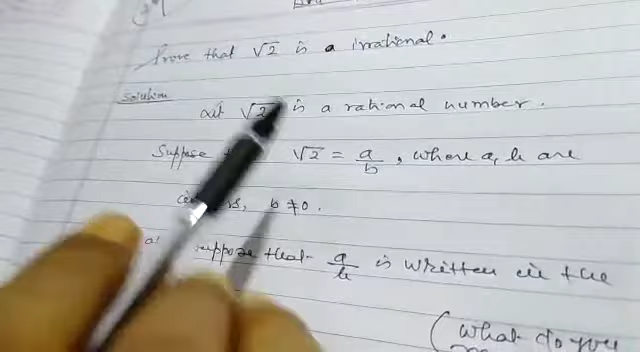 Prove that √2 is a irrational.
Solution
Let √2 is a rational number.
Suppose √2 = a/b, where a, b are
b ≠ 0.
suppose that a/b is written in the
(what do you